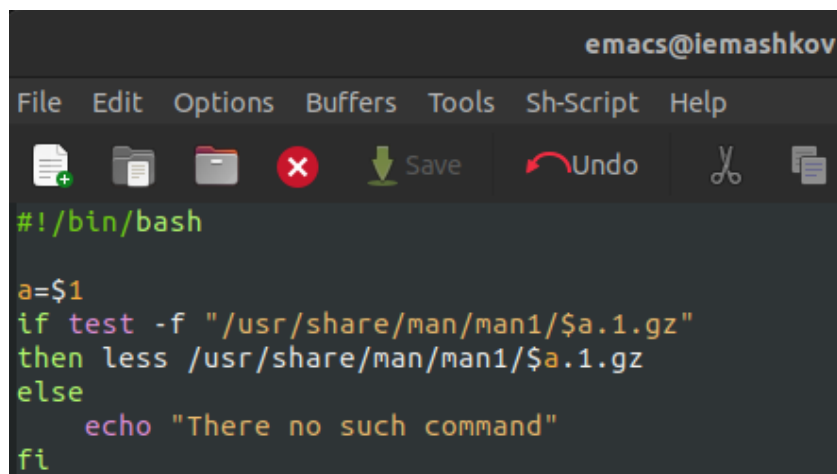 emacs@iemashkov
File Edit Options Buffers Tools Sh-Script Help
Save Undo
#!/bin/bash
a=$1
if test -f "/usr/share/man/man1/$a.1.gz"
then less /usr/share/man/man1/$a.1.gz
else
    echo "There no such command"
fi